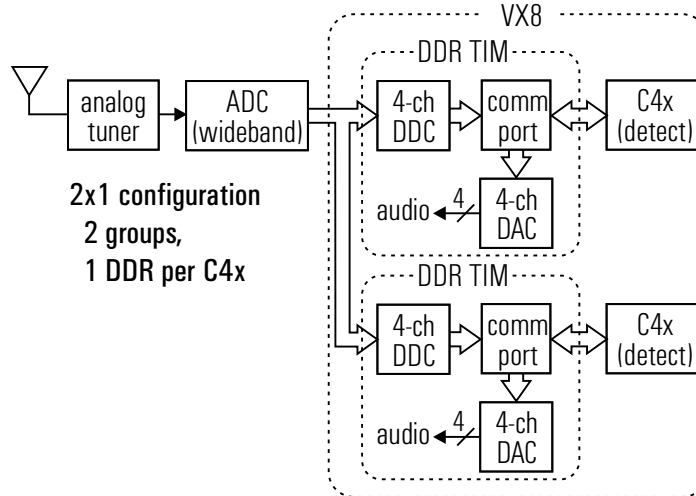 VX8
DDR TIM
analog
tuner
ADC
(wideband)
4-ch
DDC
comm
port
C4x
(detect)
audio
4
4-ch
DAC
2x1 configuration
2 groups,
1 DDR per C4x
DDR TIM
4-ch
DDC
comm
port
C4x
(detect)
audio
4
4-ch
DAC